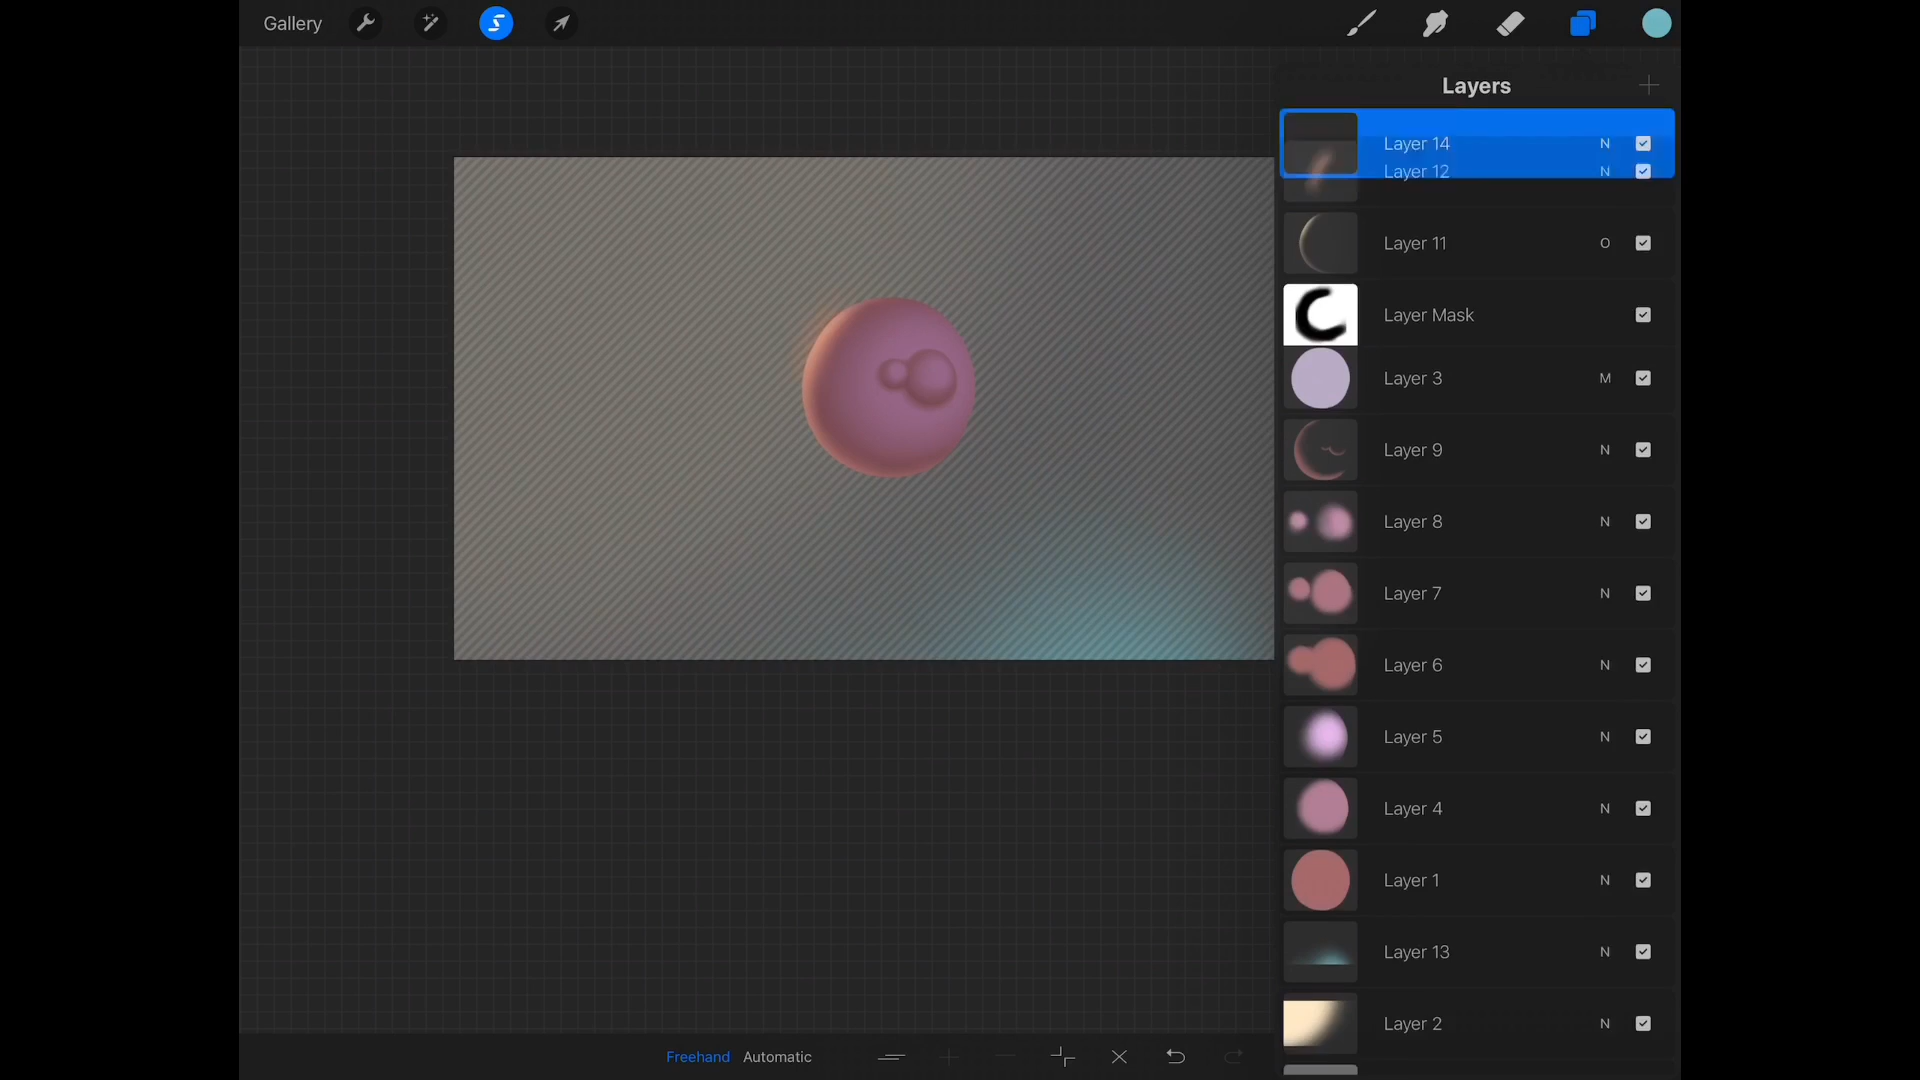 Gallery
Layers
Layer 14 N
Layer 12 N
Layer 11 O
Layer Mask
Layer 3 M
Layer 9 N
Layer 8 N
Layer 7 N
Layer 6 N
Layer 5 N
Layer 4 N
Layer 1 N
Layer 13 N
Layer 2 N
Freehand Automatic